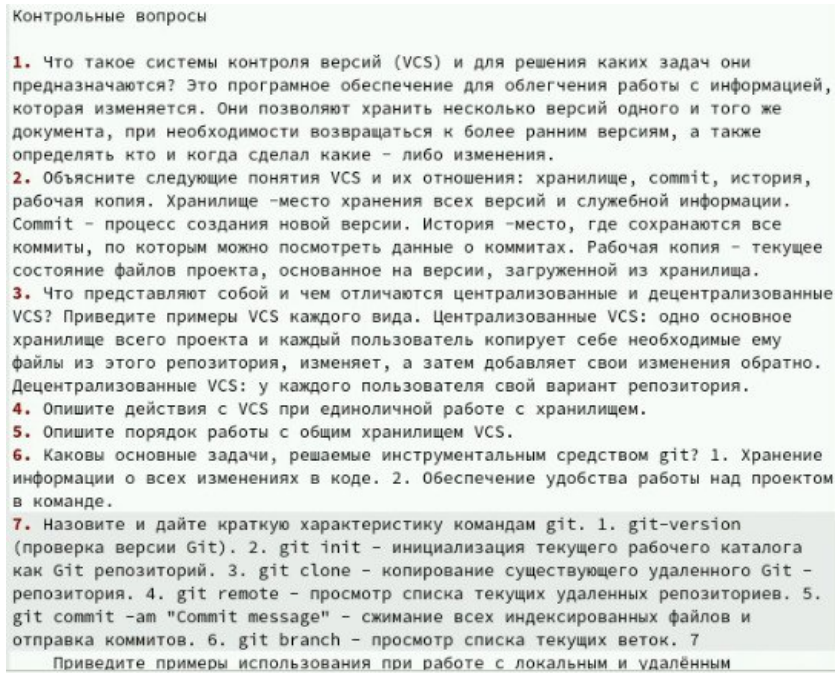 Контрольные вопросы
1. Что такое системы контроля версий (VCS) и для решения каких задач они
предназначаются? Это програмное обеспечение для облегчения работы с информацией,
которая изменяется. Они позволяют хранить несколько версий одного и того же
документа, при необходимости возвращаться к более ранним версиям, а также
определять кто и когда сделал какие – либо изменения.
2. Объясните следующие понятия VCS и их отношения: хранилище, commit, история,
рабочая копия. Хранилище –место хранения всех версий и служебной информации.
Commit – процесс создания новой версии. История –место, где сохранаются все
коммиты, по которым можно посмотреть данные о коммитах. Рабочая копия – текущее
состояние файлов проекта, основанное на версии, загруженной из хранилища.
3. Что представляют собой и чем отличаются централизованные и децентрализованные
VCS? Приведите примеры VCS каждого вида. Централизованные VCS: одно основное
хранилище всего проекта и каждый пользователь копирует себе необходимые ему
файлы из этого репозитория, изменяет, а затем добавляет свои изменения обратно.
Децентрализованные VCS: у каждого пользователя свой вариант репозитория.
4. Опишите действия с VCS при единоличной работе с хранилищем.
5. Опишите порядок работы с общим хранилищем VCS.
6. Каковы основные задачи, решаемые инструментальным средством git? 1. Хранение
информации о всех изменениях в коде. 2. Обеспечение удобства работы над проектом
в команде.
7. Назовите и дайте краткую характеристику командам git. 1. git-version
(проверка версии Git). 2. git init – инициализация текущего рабочего каталога
как Git репозиторий. 3. git clone – копирование существующего удаленного Git –
репозитория. 4. git remote – просмотр списка текущих удаленных репозиториев. 5.
git commit -am "Commit message" – сжимание всех индексированных файлов и
отправка коммитов. 6. git branch – просмотр списка текущих веток. 7
Приведите примеры использования при работе с локальным и удалённым